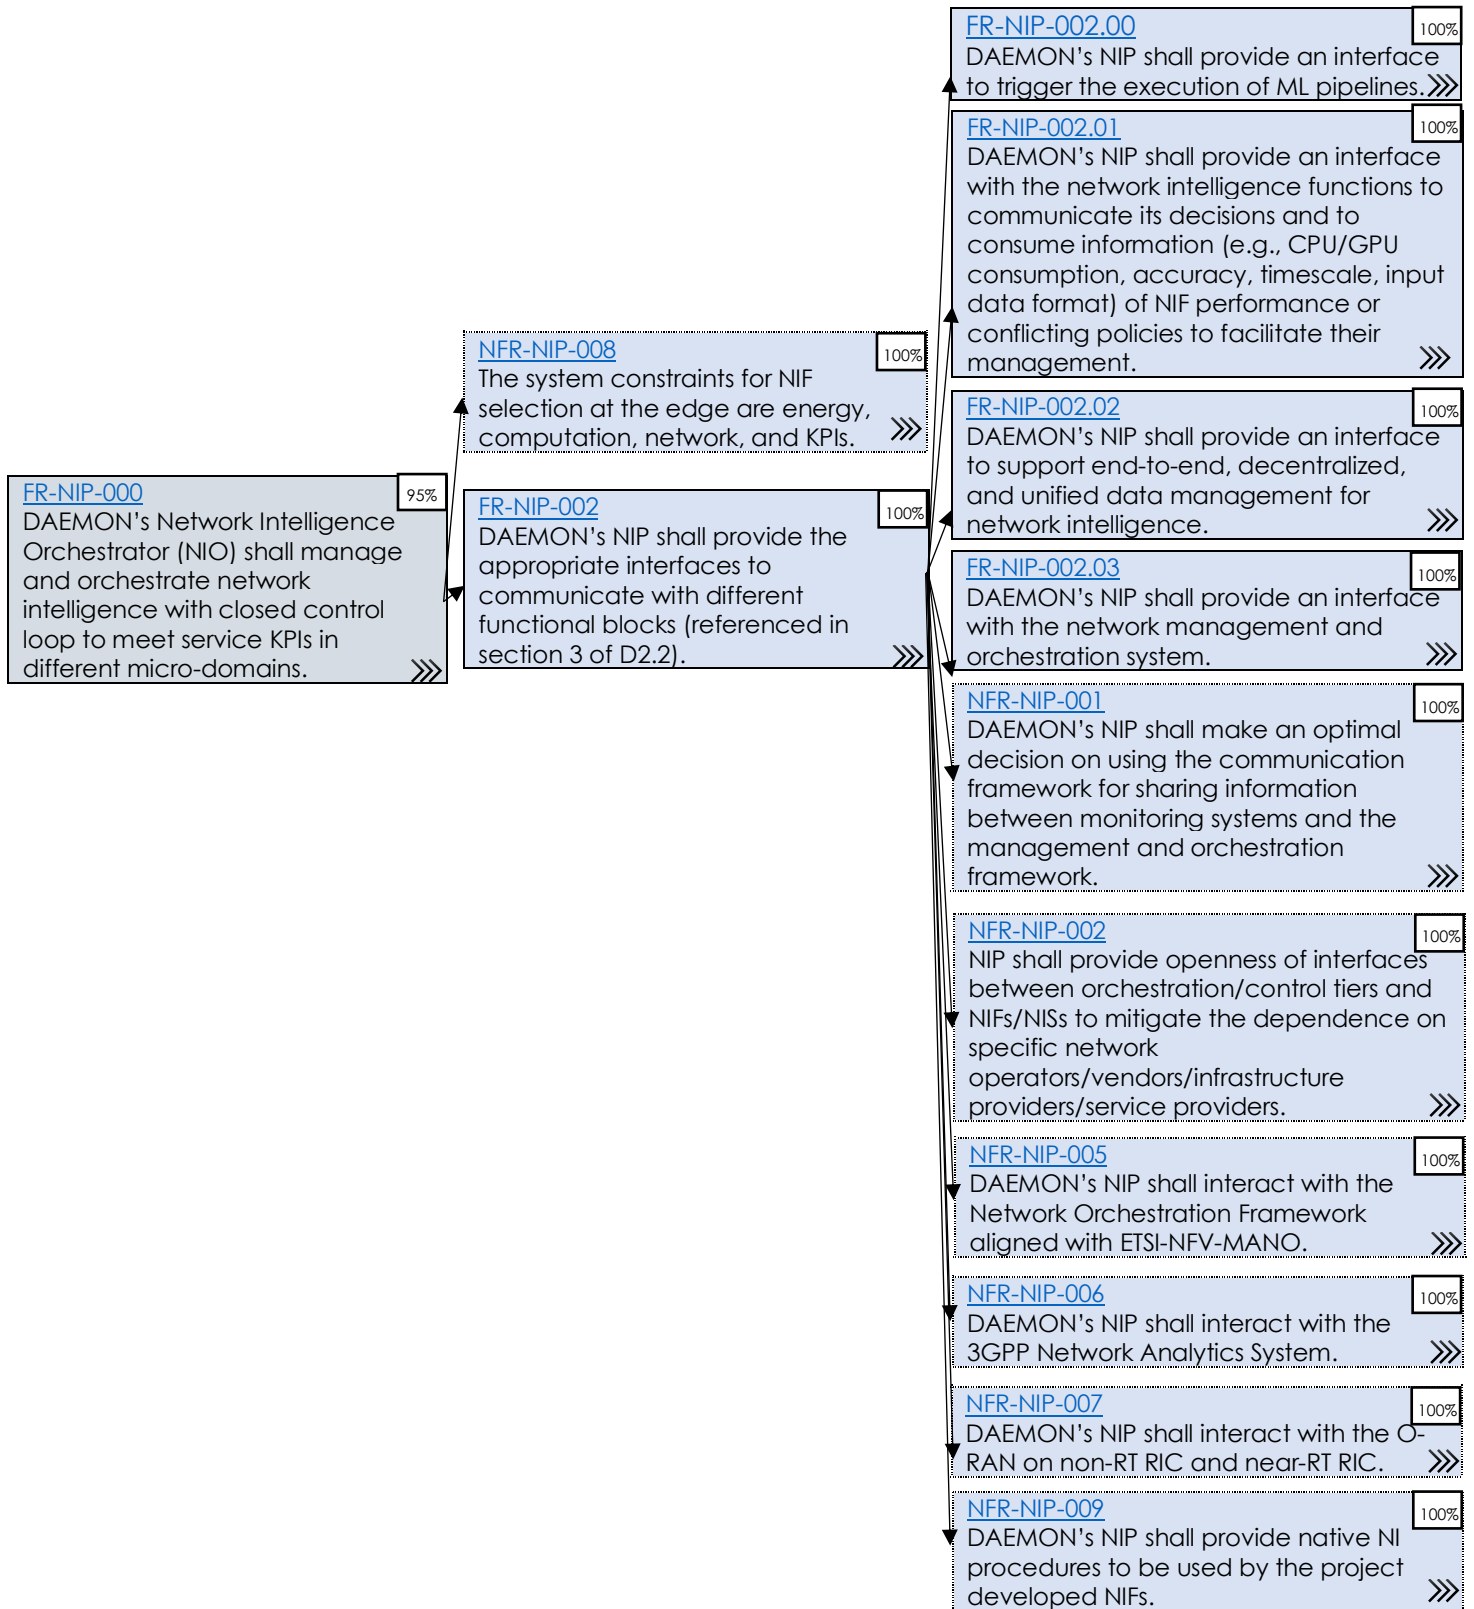 FR-NIP-000
95%
DAEMON’s Network Intelligence
Orchestrator (NIO) shall manage
and orchestrate network
intelligence with closed control
loop to meet service KPIs in
different micro-domains.
NFR-NIP-008
100%
The system constraints for NIF
selection at the edge are energy,
computation, network, and KPIs.
FR-NIP-002
100%
DAEMON’s NIP shall provide the
appropriate interfaces to
communicate with different
functional blocks (referenced in
section 3 of D2.2).
FR-NIP-002.00
100%
DAEMON’s NIP shall provide an interface
to trigger the execution of ML pipelines.
FR-NIP-002.01
100%
DAEMON’s NIP shall provide an interface
with the network intelligence functions to
communicate its decisions and to
consume information (e.g., CPU/GPU
consumption, accuracy, timescale, input
data format) of NIF performance or
conflicting policies to facilitate their
management.
FR-NIP-002.02
100%
DAEMON’s NIP shall provide an interface
to support end-to-end, decentralized,
and unified data management for
network intelligence.
FR-NIP-002.03
100%
DAEMON’s NIP shall provide an interface
with the network management and
orchestration system.
NFR-NIP-001
100%
DAEMON’s NIP shall make an optimal
decision on using the communication
framework for sharing information
between monitoring systems and the
management and orchestration
framework.
NFR-NIP-002
100%
NIP shall provide openness of interfaces
between orchestration/control tiers and
NIFs/NISs to mitigate the dependence on
specific network
operators/vendors/infrastructure
providers/service providers.
NFR-NIP-005
100%
DAEMON’s NIP shall interact with the
Network Orchestration Framework
aligned with ETSI-NFV-MANO.
NFR-NIP-006
100%
DAEMON’s NIP shall interact with the
3GPP Network Analytics System.
NFR-NIP-007
100%
DAEMON’s NIP shall interact with the O-
RAN on non-RT RIC and near-RT RIC.
NFR-NIP-009
100%
DAEMON’s NIP shall provide native NI
procedures to be used by the project
developed NIFs.